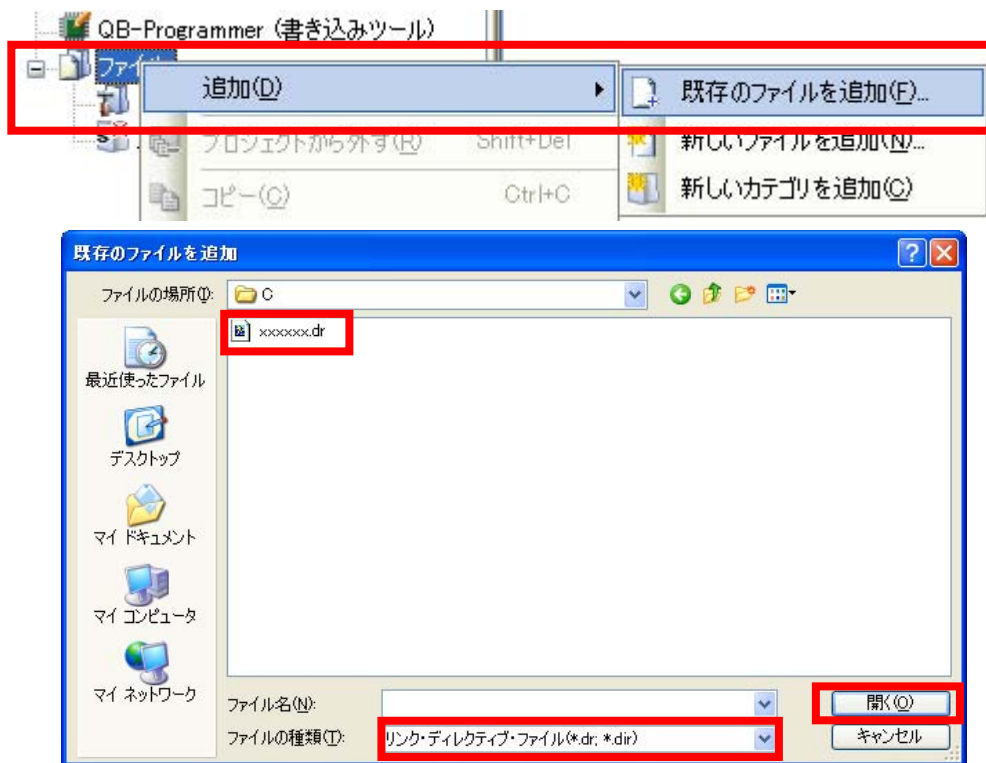 QB-Programmer (書き込みツール)
ファイル
追加(D)
既存のファイルを追加(F)...
プロジェクトから外す(R) Shift+Del
新しいファイルを追加(N)...
コピー(C) Ctrl+C
新しいカテゴリを追加(C)
既存のファイルを追加
ファイルの場所(I): C
xxxxxx.dr
最近使ったファイル
デスクトップ
マイ ドキュメント
マイ コンピュータ
マイ ネットワーク
ファイル名(N):
開く(O)
ファイルの種類(T): リンク・ディレクティブ・ファイル(*.dr; *.dir)
キャンセル